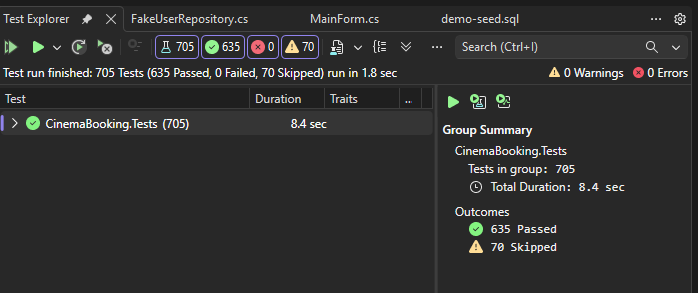 Test Explorer FakeUserRepository.cs MainForm.cs demo-seed.sql
705 635 0 70 Search (Ctrl+I)
Test run finished: 705 Tests (635 Passed, 0 Failed, 70 Skipped) run in 1.8 sec 0 Warnings 0 Errors
Test Duration Traits ...
CinemaBooking.Tests (705) 8.4 sec
Group Summary
CinemaBooking.Tests
Tests in group: 705
Total Duration: 8.4 sec
Outcomes
635 Passed
70 Skipped